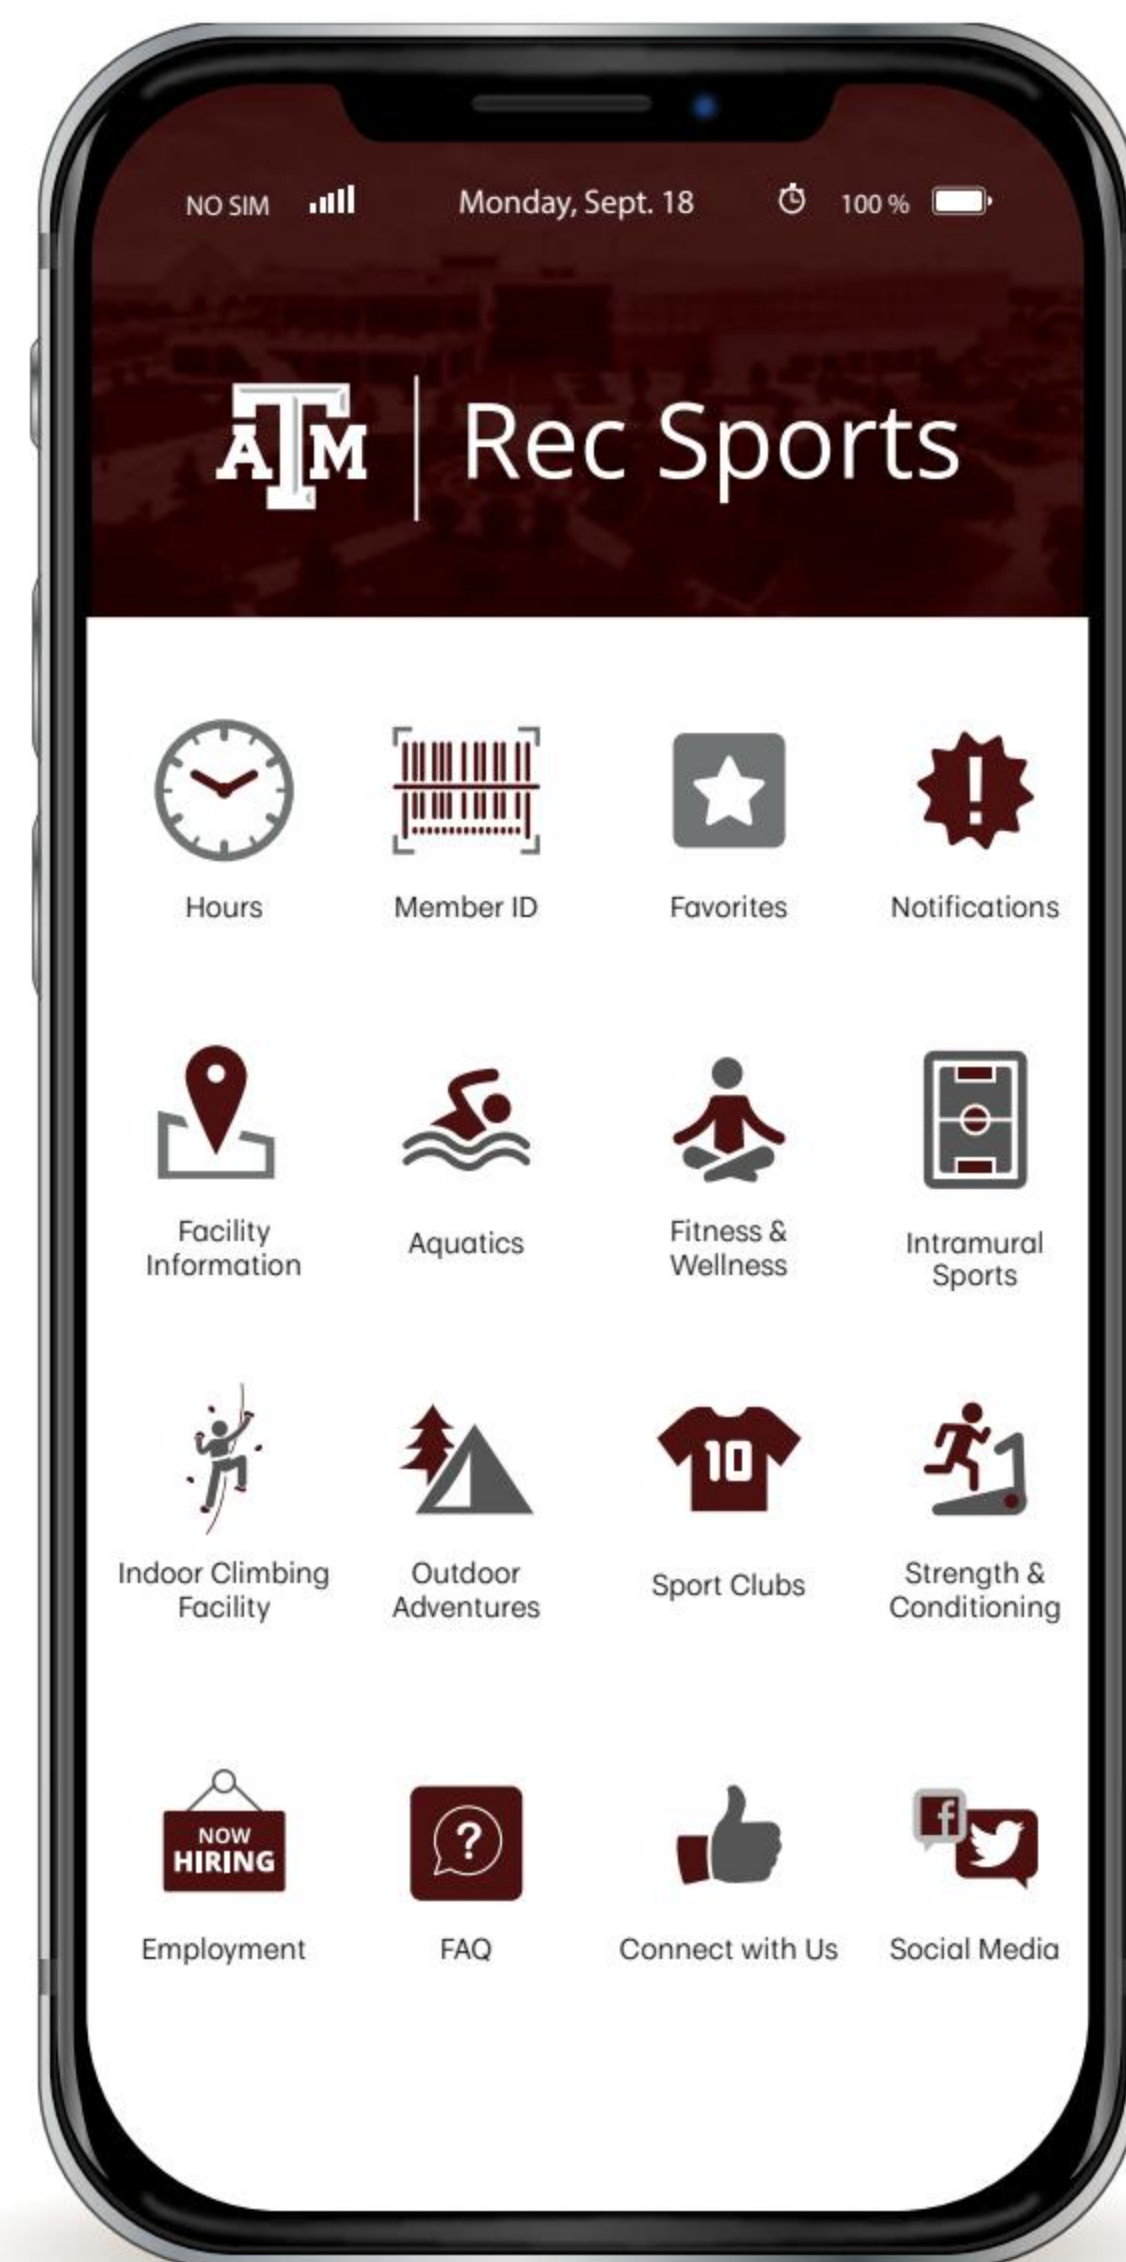 NO SIM Monday, Sept. 18 100 %
ATM Rec Sports
Hours Member ID Favorites Notifications
Facility
Information
Aquatics
Fitness &
Wellness
Intramural
Sports
Indoor Climbing
Facility
Outdoor
Adventures
10
Sport Clubs
Strength &
Conditioning
NOW
HIRING
?
f
Employment FAQ Connect with Us Social Media